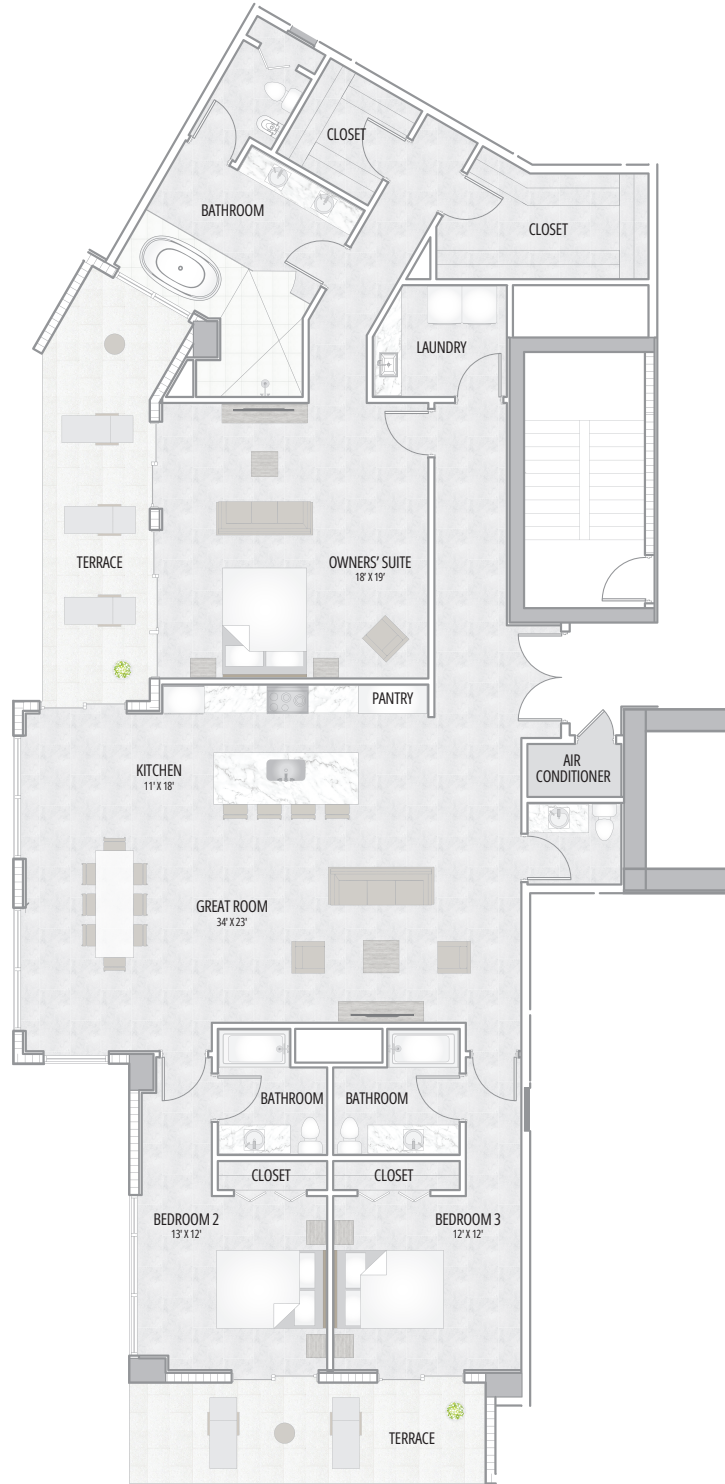 CLOSET
BATHROOM
CLOSET
LAUNDRY
TERRACE
OWNERS' SUITE
18' X 19'
PANTRY
KITCHEN
11' X 18'
AIR
CONDITIONER
GREAT ROOM
34' X 23'
BATHROOM
BATHROOM
CLOSET
CLOSET
BEDROOM 2
13' X 12'
BEDROOM 3
12' X 12'
TERRACE